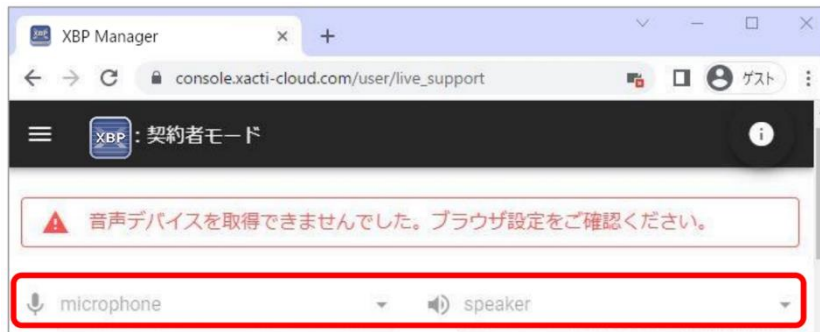 XBP Manager
console.xacti-cloud.com/user/live_support
ゲスト
XBP : 契約者モード
音声デバイスを取得できませんでした。ブラウザ設定をご確認ください。
microphone speaker